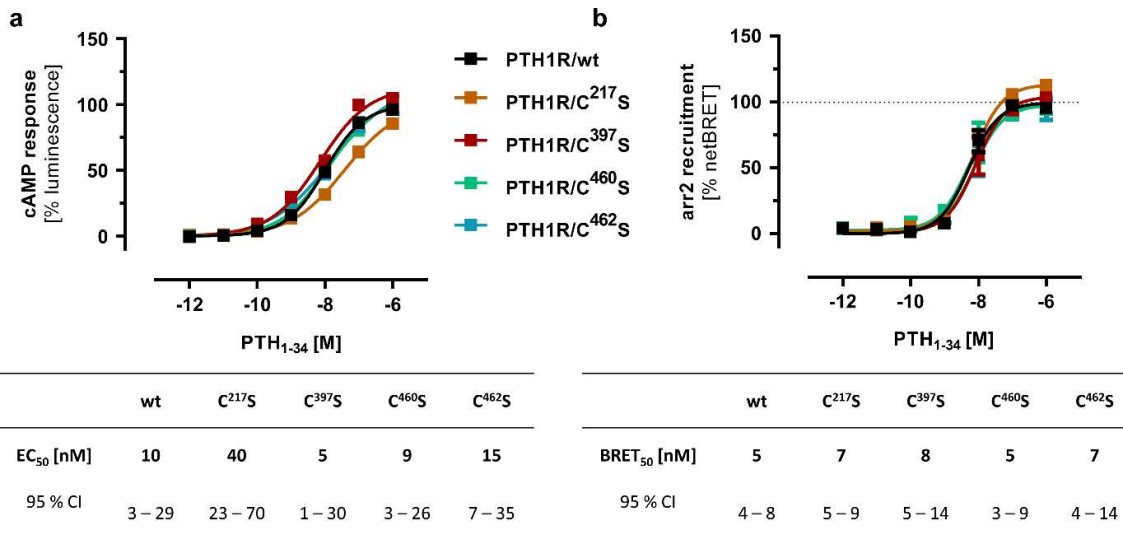 a
cAMP response
[% luminescence]
150
100
50
0
-12 -10 -8 -6
PTH1-34 [M]
PTH1R/wt
PTH1R/C217S
PTH1R/C397S
PTH1R/C460S
PTH1R/C462S
b
arr2 recruitment
[% netBRET]
150
100
50
0
-12 -10 -8 -6
PTH1-34 [M]
wt C217S C397S C460S C462S
EC50 [nM] 10 40 5 9 15
95 % CI 3 – 29 23 – 70 1 – 30 3 – 26 7 – 35
wt C217S C397S C460S C462S
BRET50 [nM] 5 7 8 5 7
95 % CI 4 – 8 5 – 9 5 – 14 3 – 9 4 – 14